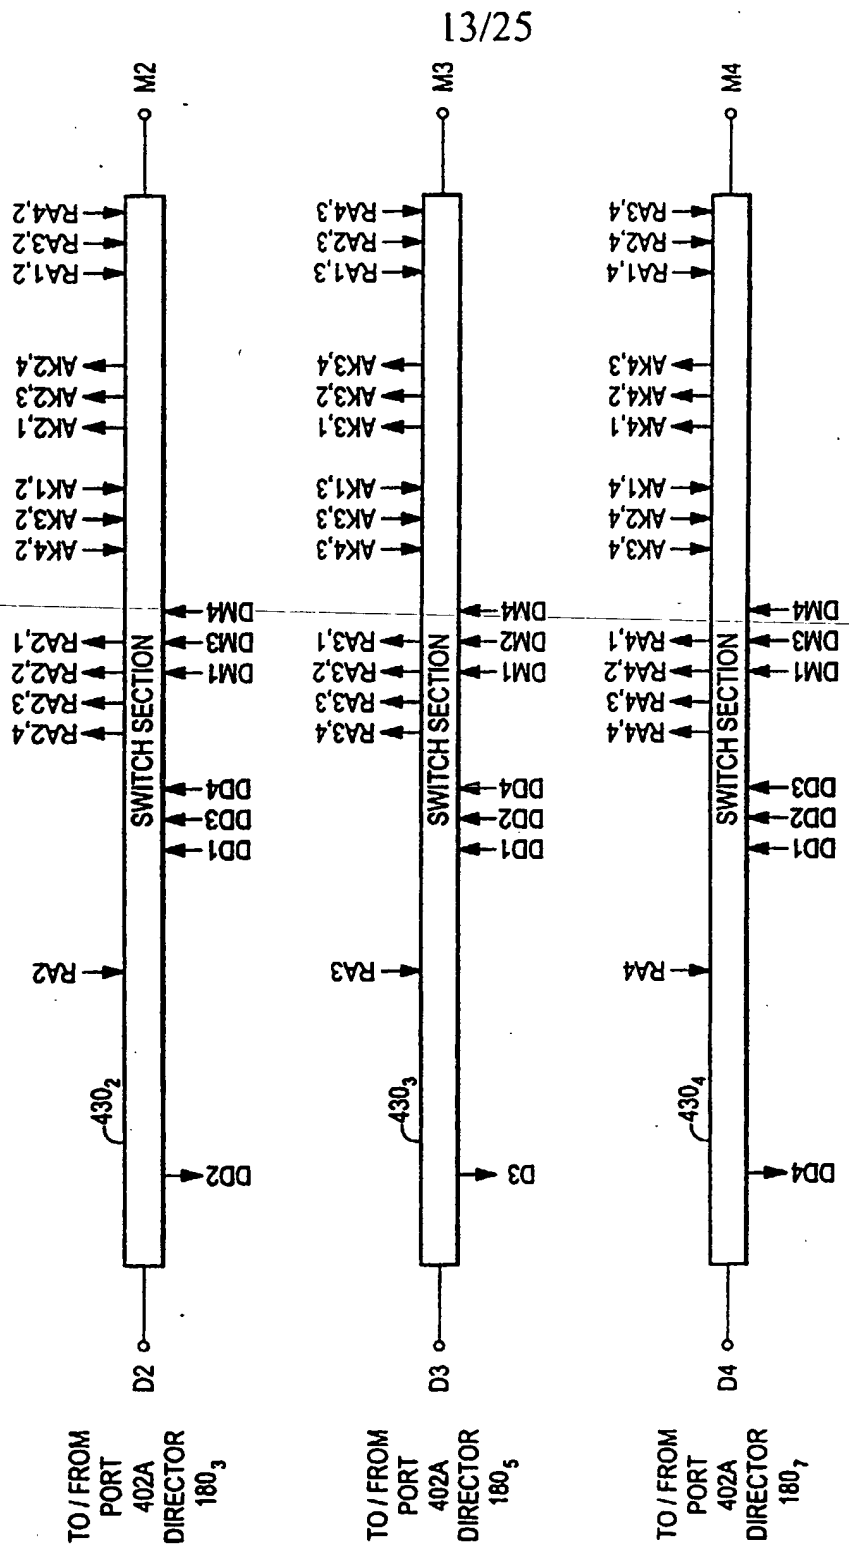 13/25
M2
RA4,2
RA3,2
RA1,2
AK2,4
AK2,3
AK2,1
AK1,2
AK3,2
AK4,2
RA2,1
RA2,2
RA2,3
RA2,4
RA2
430₂
DM4
DM3
DM1
DD4
DD3
DD1
DD2
SWITCH SECTION
D2
TO / FROM
PORT
402A
DIRECTOR
180₃
M3
RA4,3
RA2,3
RA1,3
AK3,4
AK3,2
AK3,1
AK1,3
AK3,3
AK4,3
RA3,1
RA3,2
RA3,3
RA3,4
RA3
430₃
DM4
DM2
DM1
DD4
DD2
DD1
D3
SWITCH SECTION
D3
TO / FROM
PORT
402A
DIRECTOR
180₅
M4
RA3,4
RA2,4
RA1,4
AK4,3
AK4,2
AK4,1
AK1,4
AK2,4
AK3,4
RA4,1
RA4,2
RA4,3
RA4,4
RA4
430₄
DM4
DM3
DM1
DD3
DD2
DD1
DD4
SWITCH SECTION
D4
TO / FROM
PORT
402A
DIRECTOR
180₇